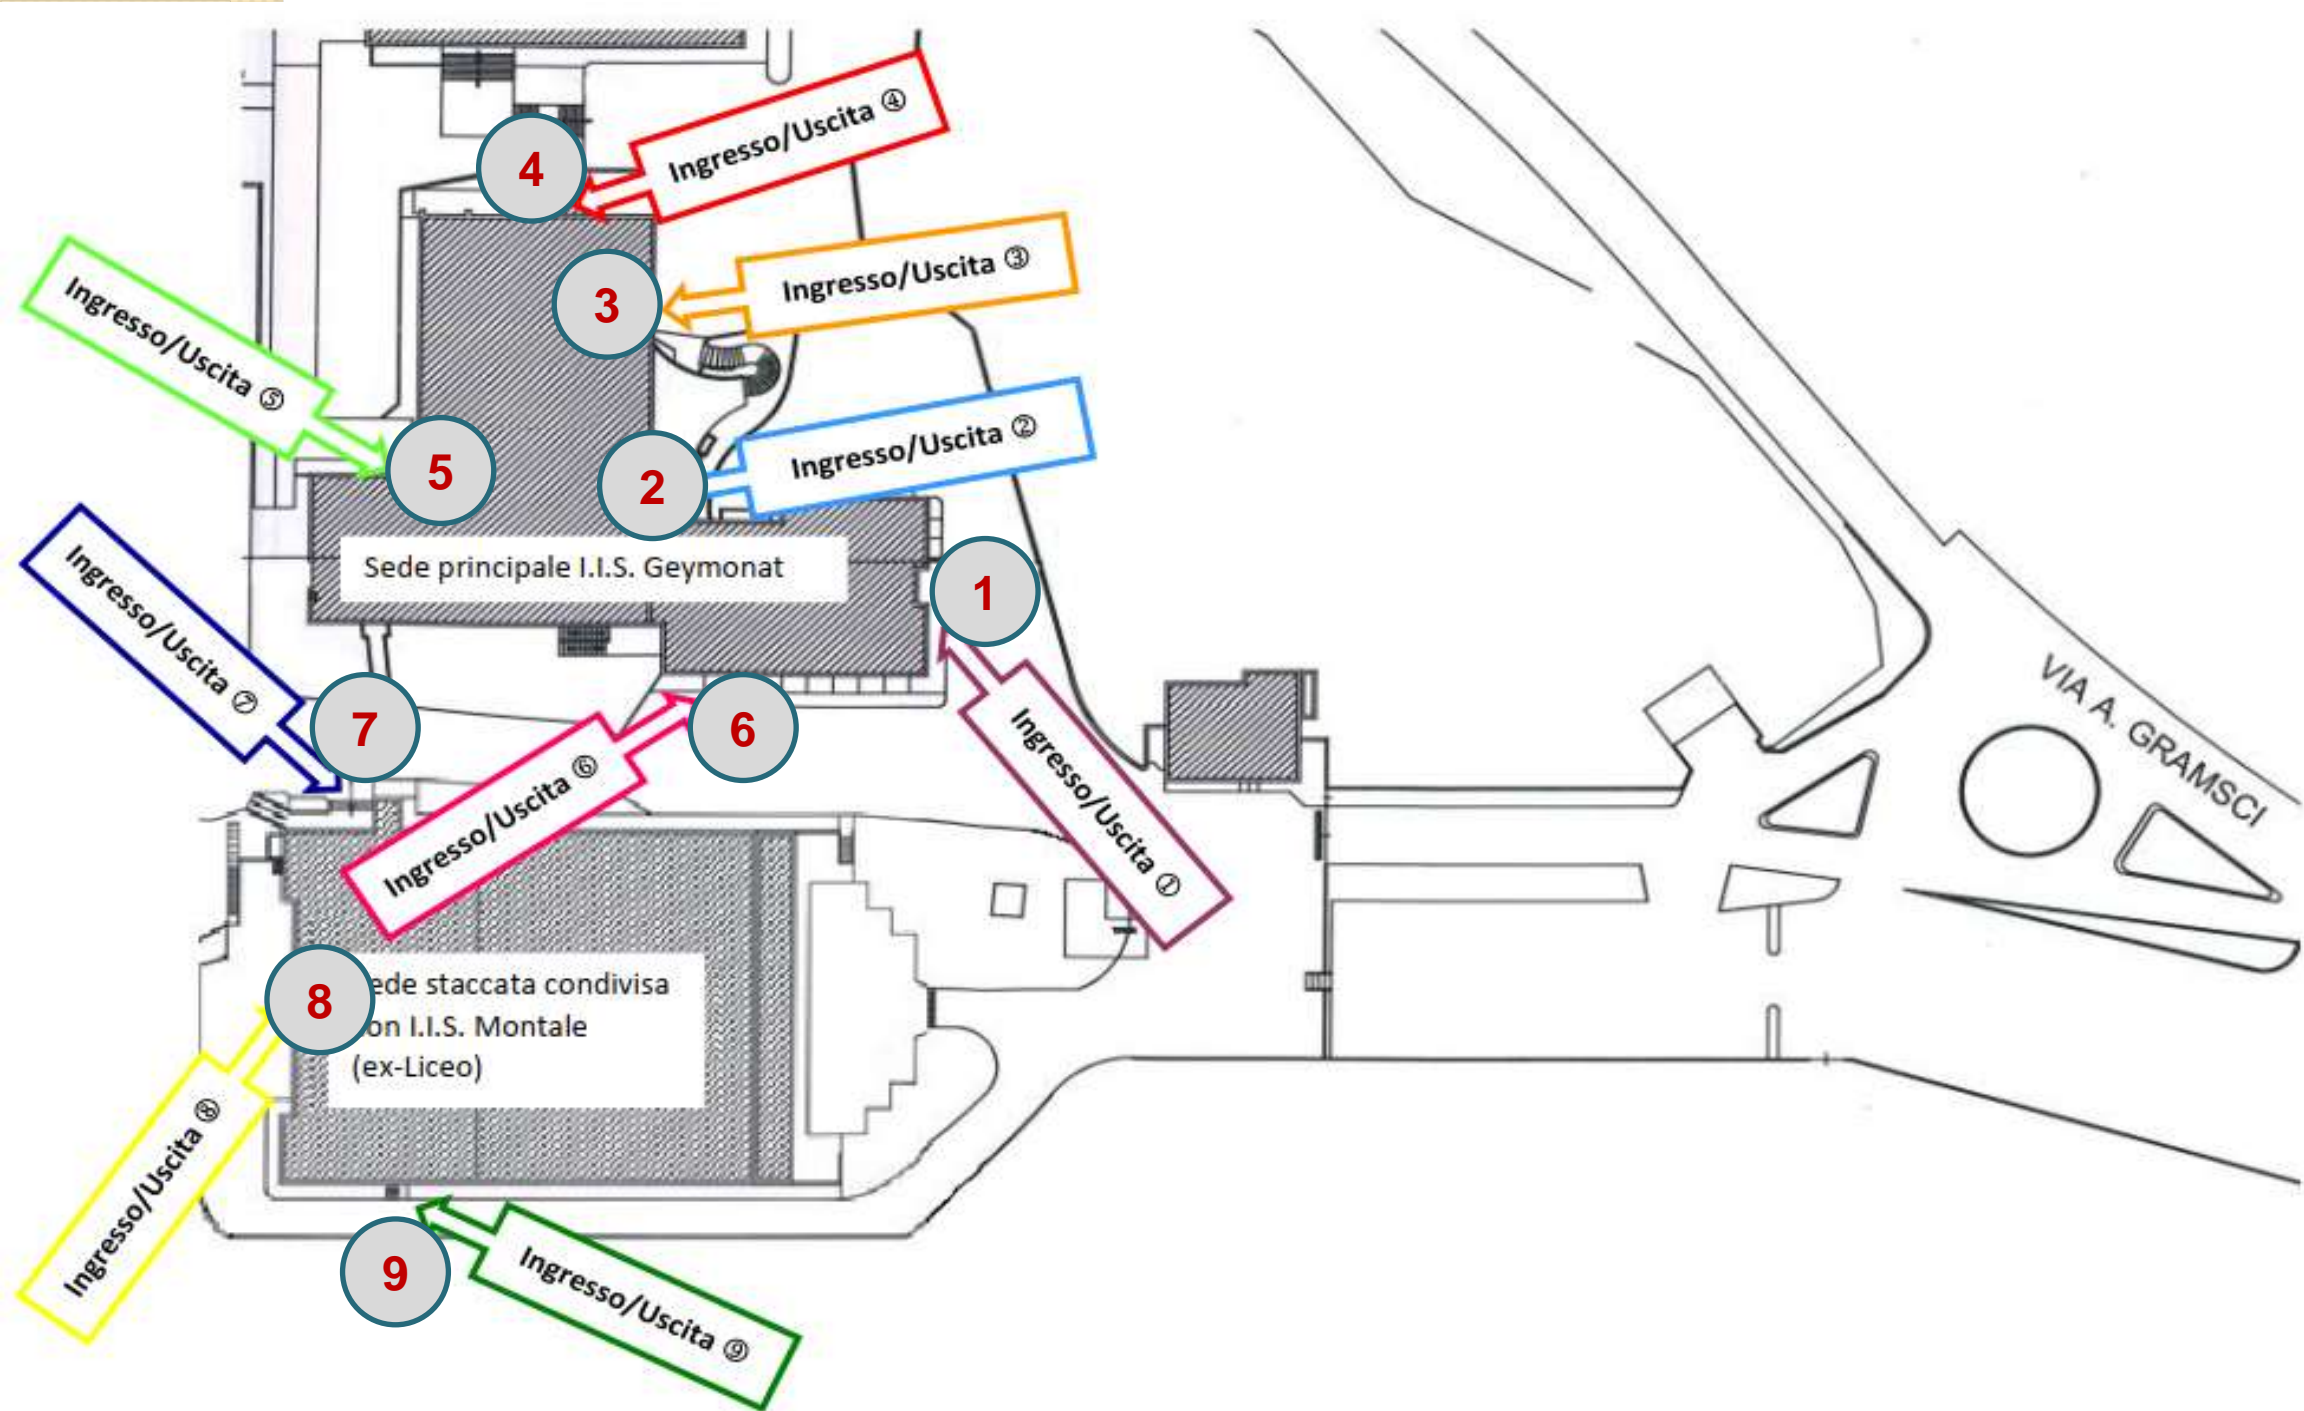 Ingresso/Uscita ④
4
Ingresso/Uscita ③
3
Ingresso/Uscita ⑤
5
Ingresso/Uscita ②
2
Sede principale I.I.S. Geymonat
1
Ingresso/Uscita ①
Ingresso/Uscita ⑦
7
6
Ingresso/Uscita ⑥
VIA A. GRAMSCI
8
ede staccata condivisa
on I.I.S. Montale
(ex-Liceo)
Ingresso/Uscita ⑧
9
Ingresso/Uscita ⑨